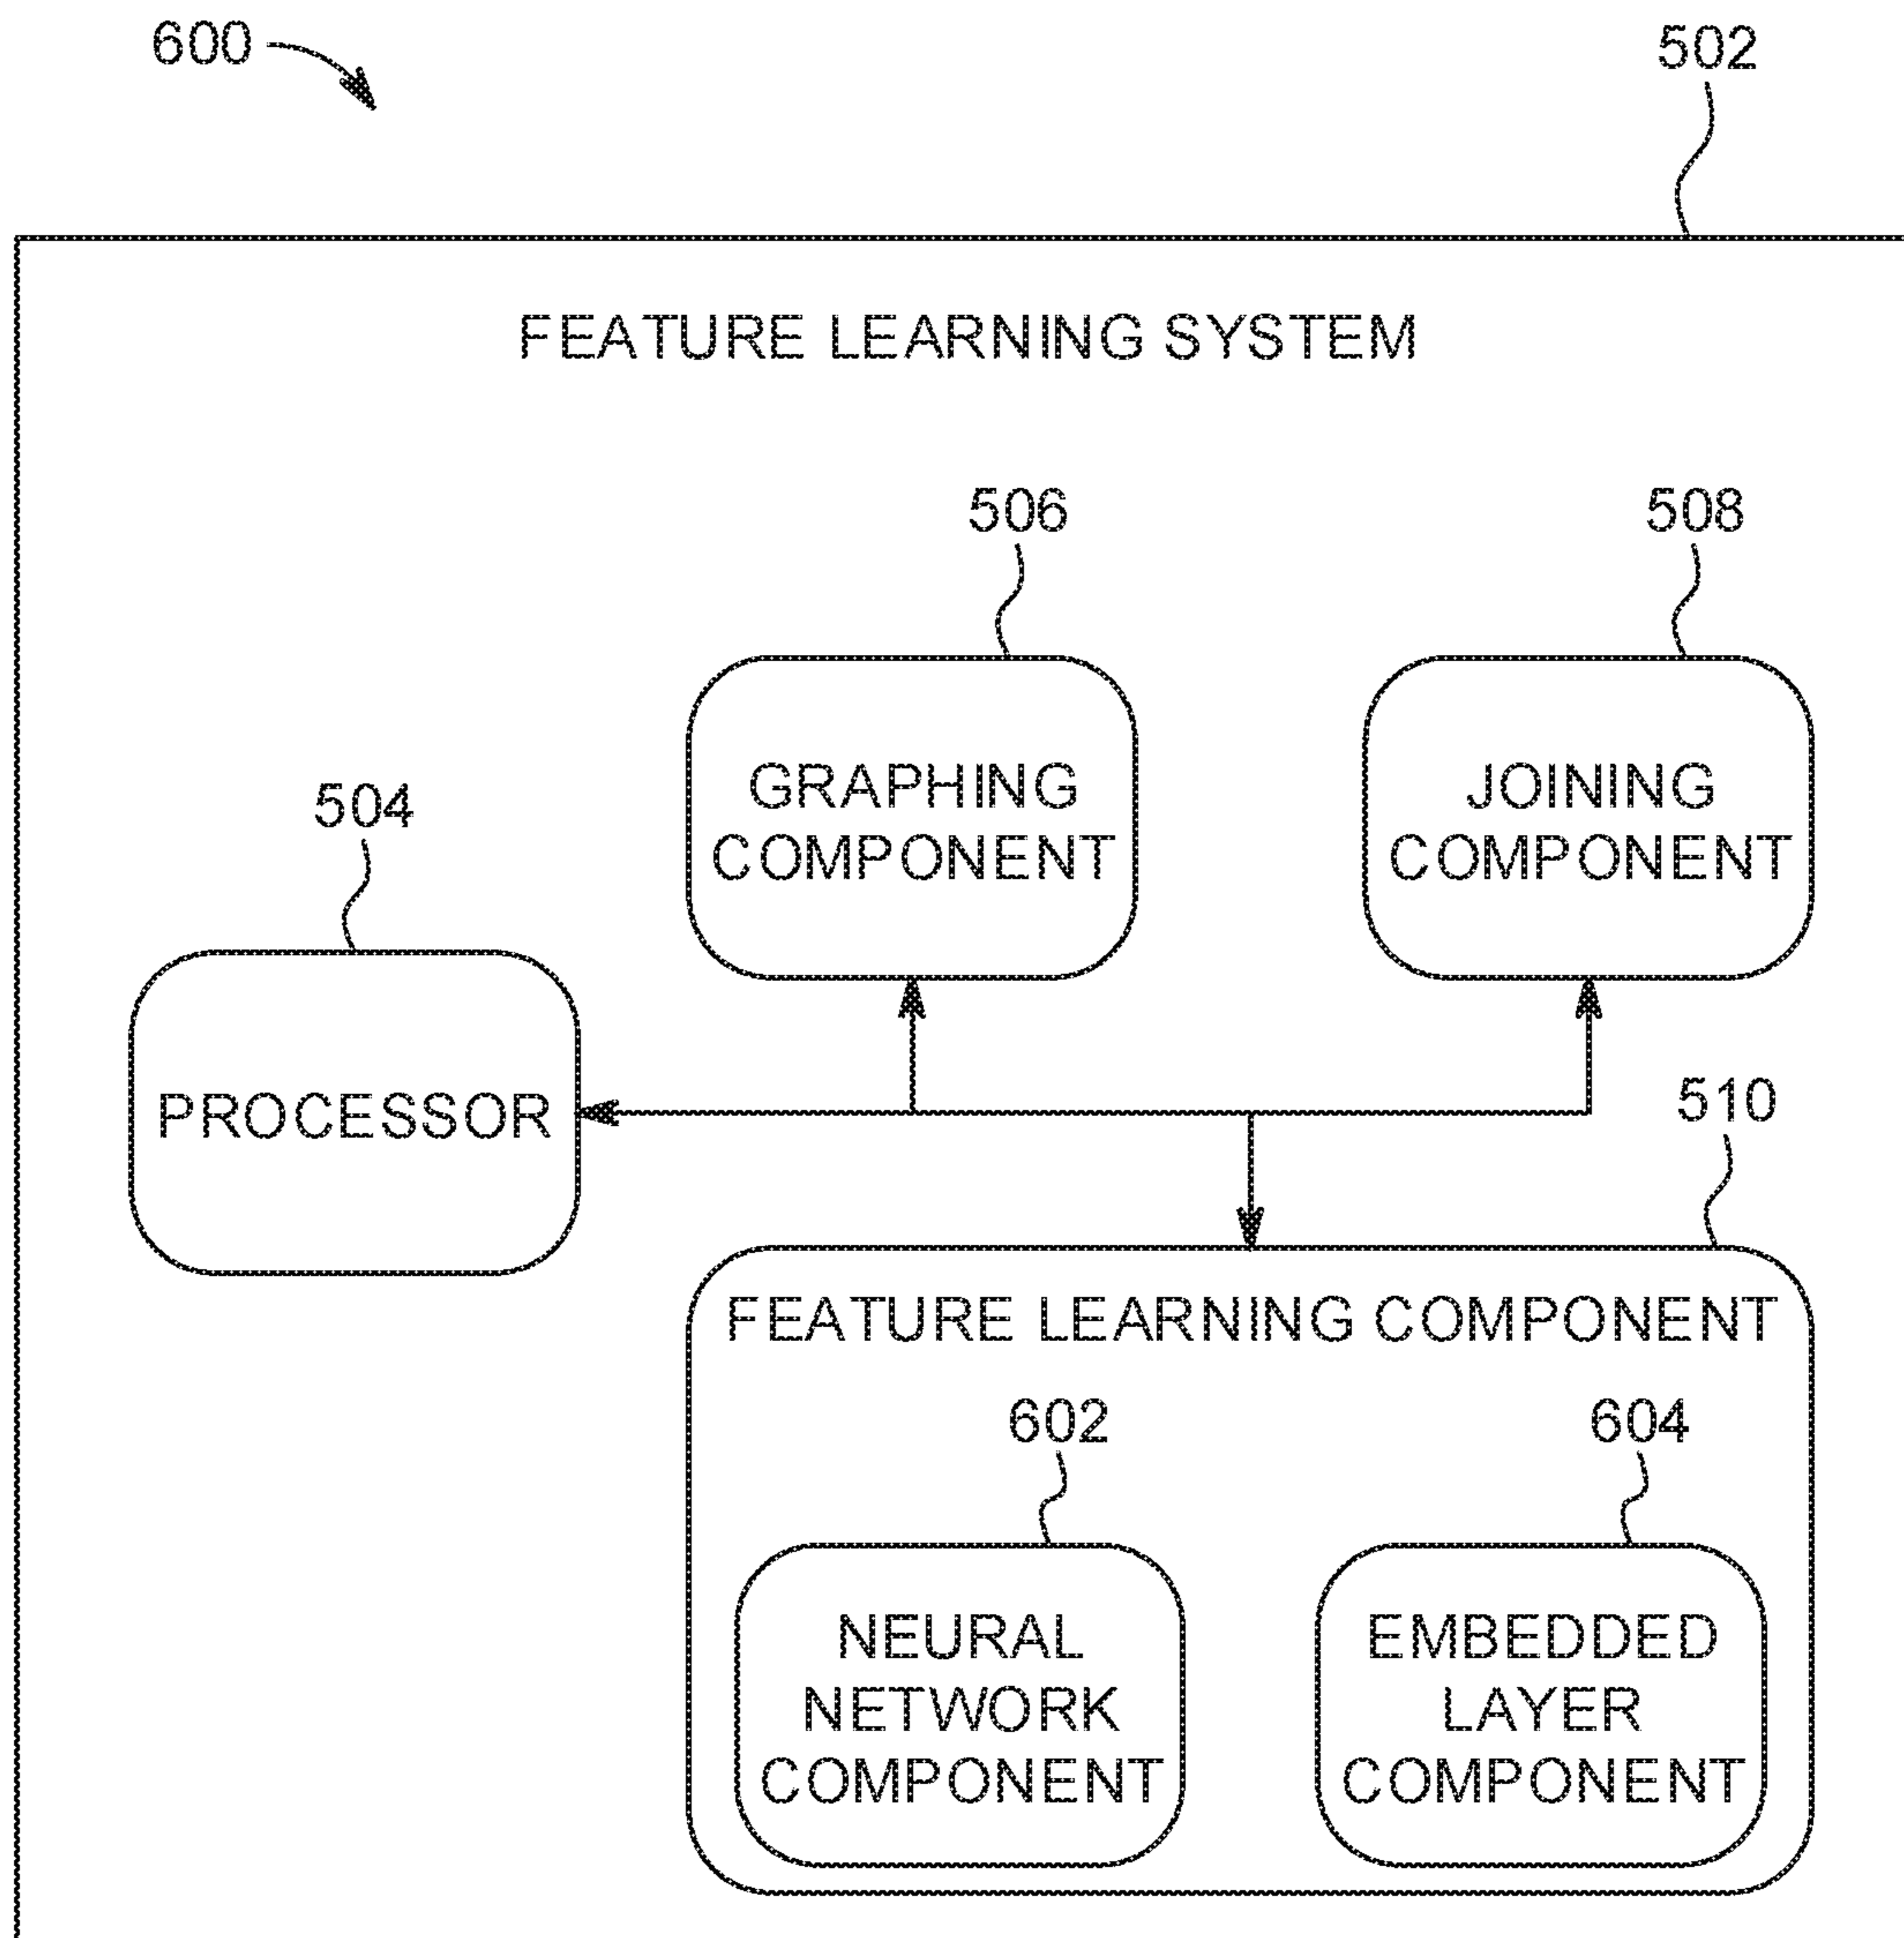 600
502
FEATURE LEARNING SYSTEM
506
508
GRAPHING
COMPONENT
JOINING
COMPONENT
504
PROCESSOR
510
FEATURE LEARNING COMPONENT
602
604
NEURAL
NETWORK
COMPONENT
EMBEDDED
LAYER
COMPONENT